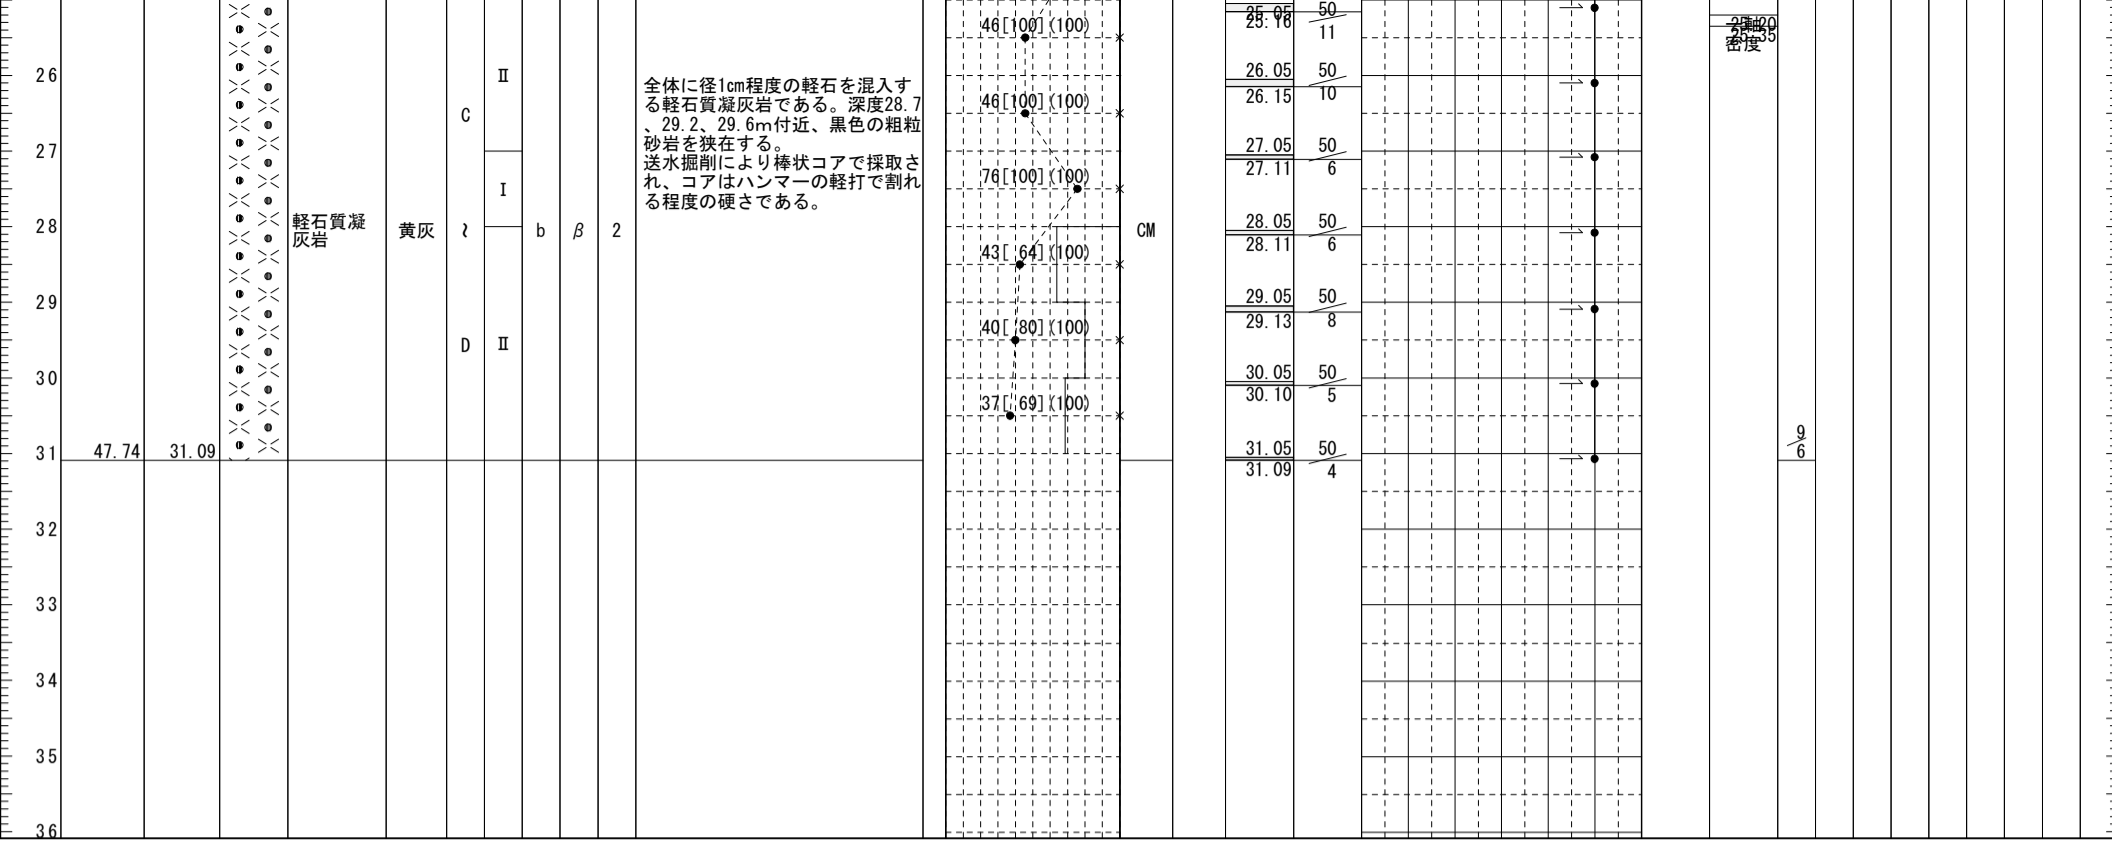 46[100](100)
25.05 50
25.16 11
25.20
25.35
密度
26
Ⅱ
全体に径1cm程度の軽石を混入す
る軽石質凝灰岩である。深度28.7
、29.2、29.6m付近、黒色の粗粒
砂岩を狭在する。
送水掘削により棒状コアで採取さ
れ、コアはハンマーの軽打で割れ
る程度の硬さである。
46[100](100)
26.05 50
26.15 10
C
27
Ⅰ
76[100](100)
27.05 50
27.11 6
28
軽石質凝
灰岩
黄灰
~
b
β
2
CM
43[ 64](100)
28.05 50
28.11 6
29
D
Ⅱ
40[ 80](100)
29.05 50
29.13 8
30
37[ 69](100)
30.05 50
30.10 5
31
47.74
31.09
31.05 50
31.09 4
9
6
32
33
34
35
36